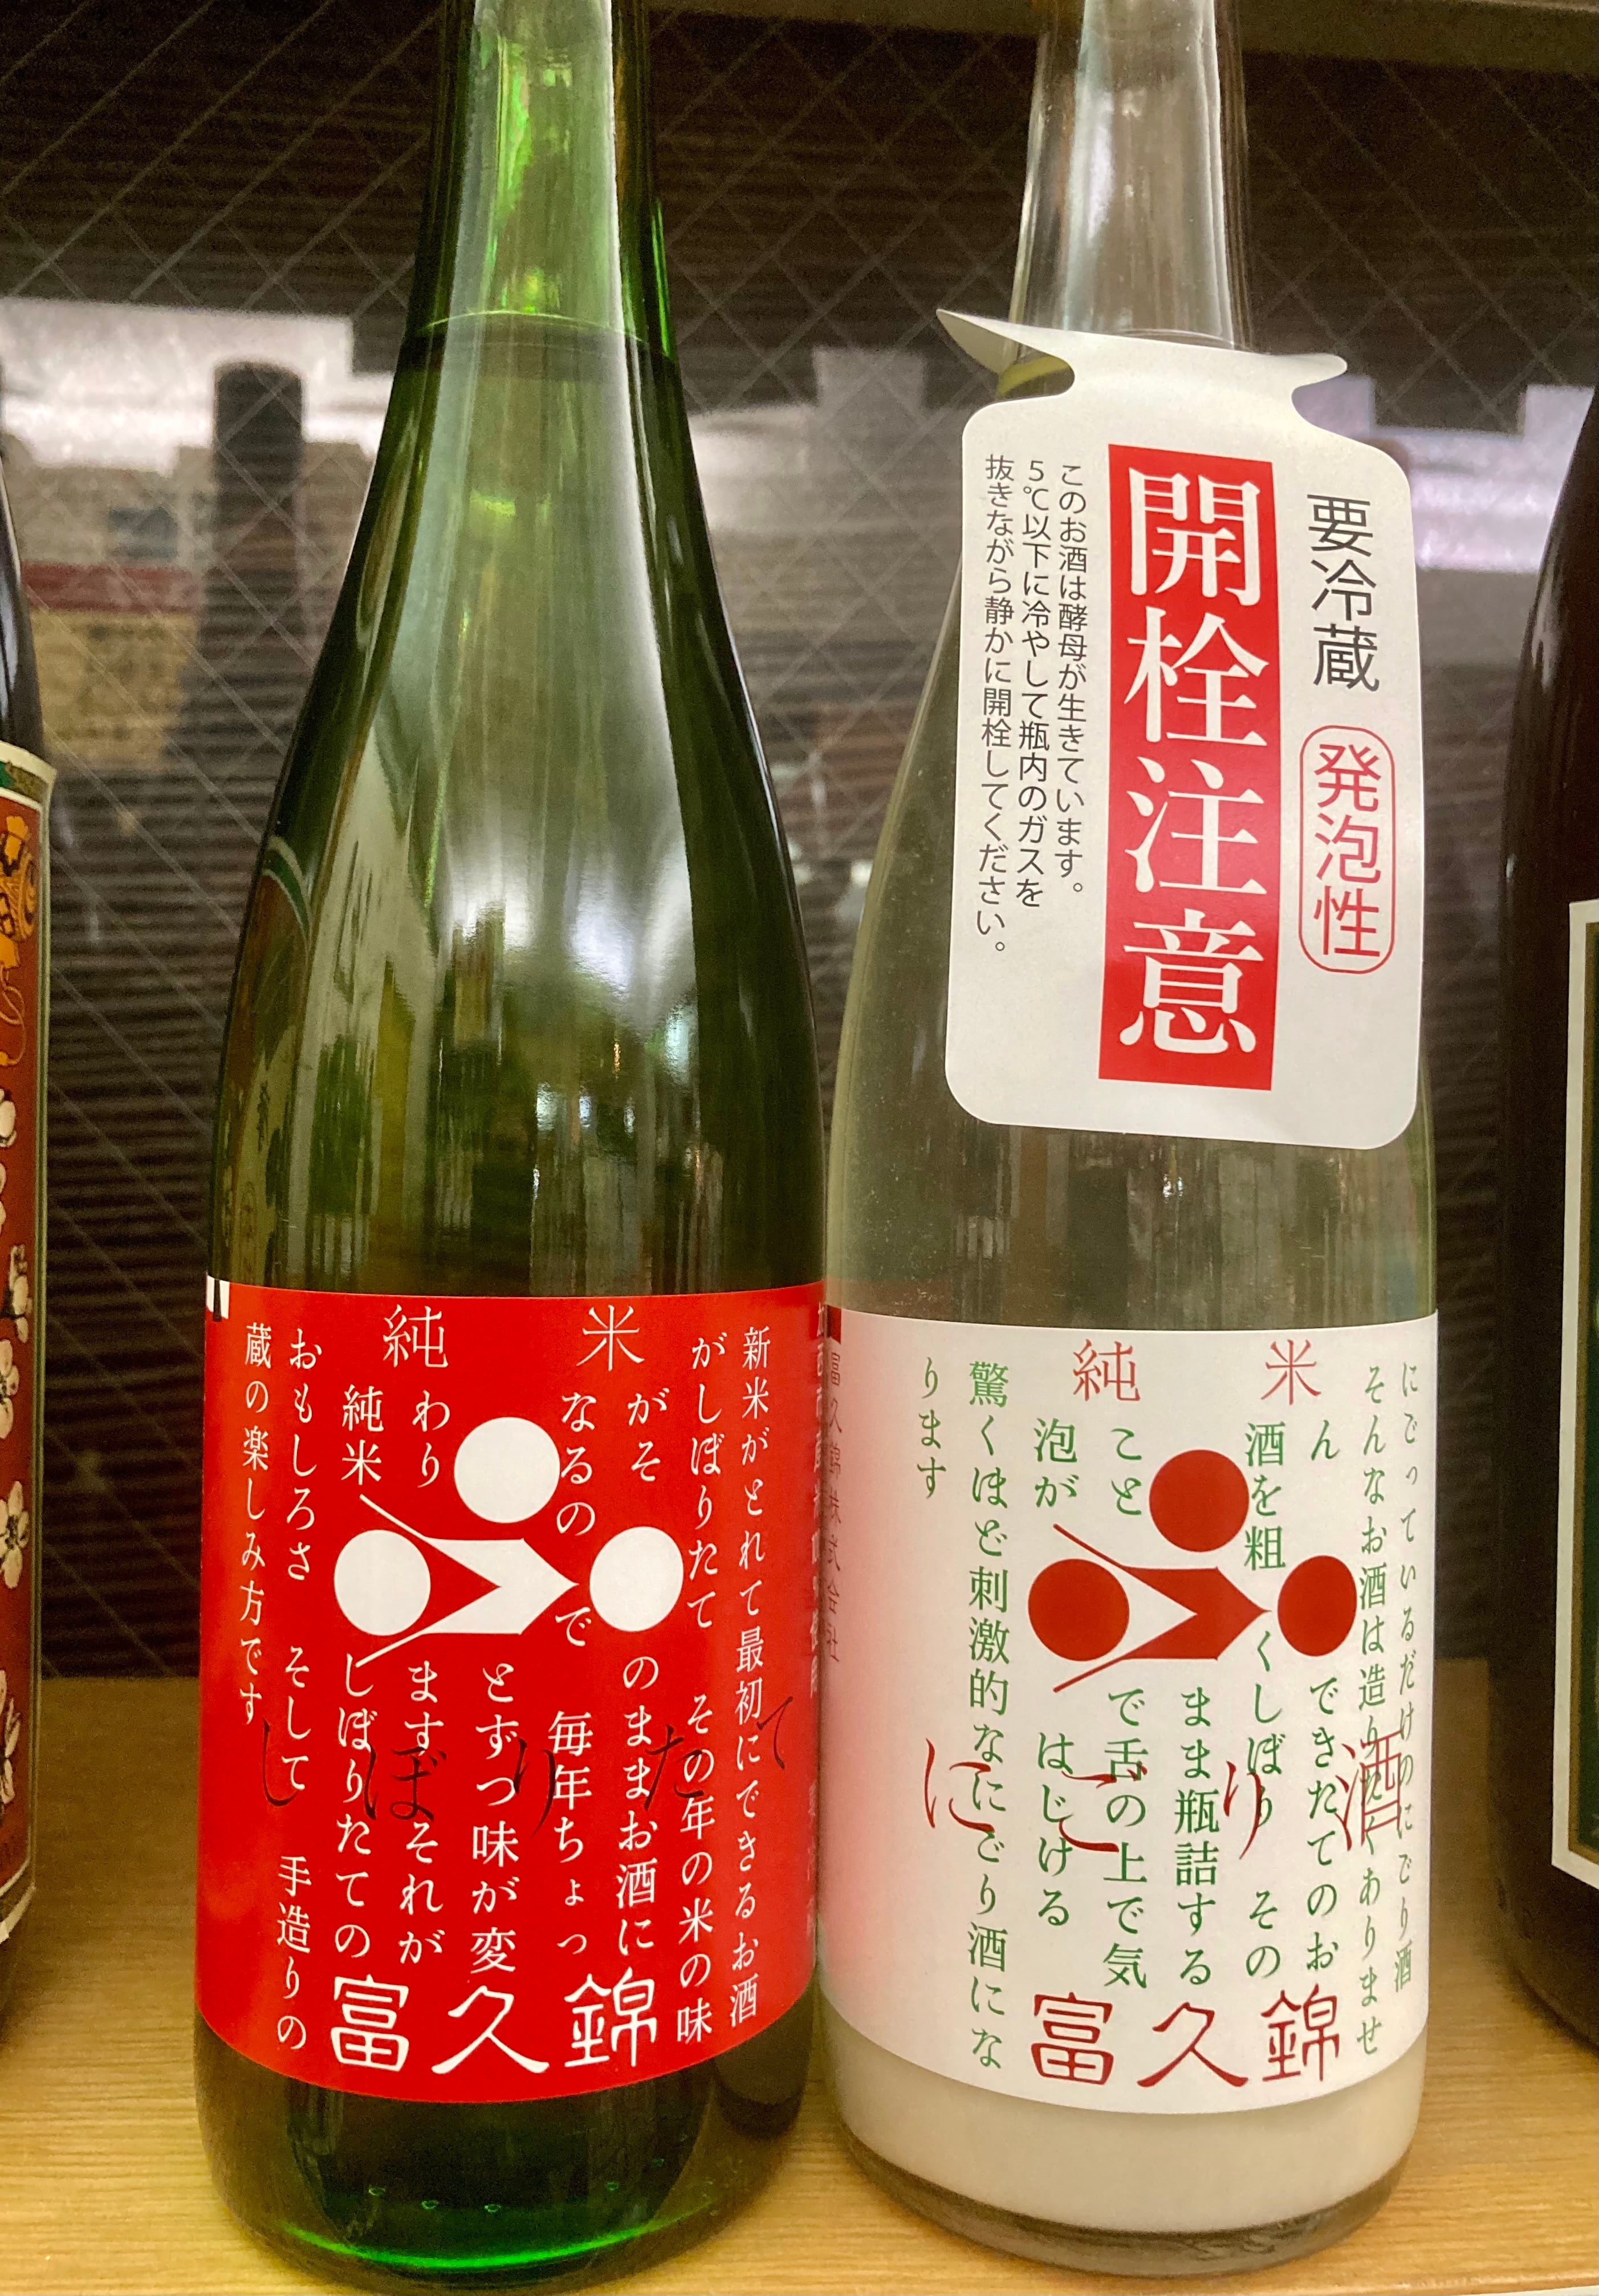 純米
新米がとれて最初にできるお酒
がしぼりたて その年の米の味
がそ のままお酒に
なるの で 毎年ちょっ
とずつ味が変
わり ます それが
純米 しぼりたての
おもしろさ そして 手造りの
蔵の楽しみ方です
しぼりたて
富久錦
要冷蔵 発泡性
開栓注意
このお酒は酵母が生きています。
5℃以下に冷やして瓶内のガスを
抜きながら静かに開栓してください。
純米
にごっているだけのにごり酒
そんなお酒は造りたくありませ
ん できたてのお
酒を粗 くしぼり その
まま瓶詰する
こと で舌の上で気
泡が はじける
驚くほど刺激的なにごり酒にな
ります
にごり酒
富久錦
富久錦株式会社